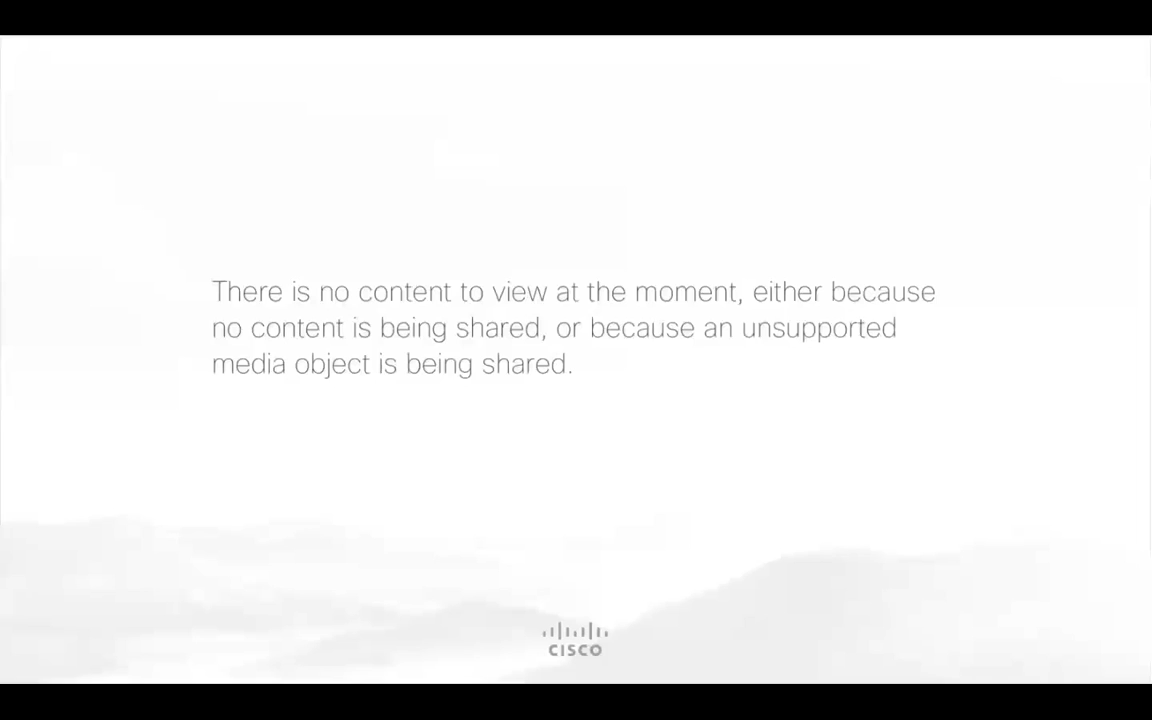 There is no content to view at the moment, either because
no content is being shared, or because an unsupported
media object is being shared.
CISCO